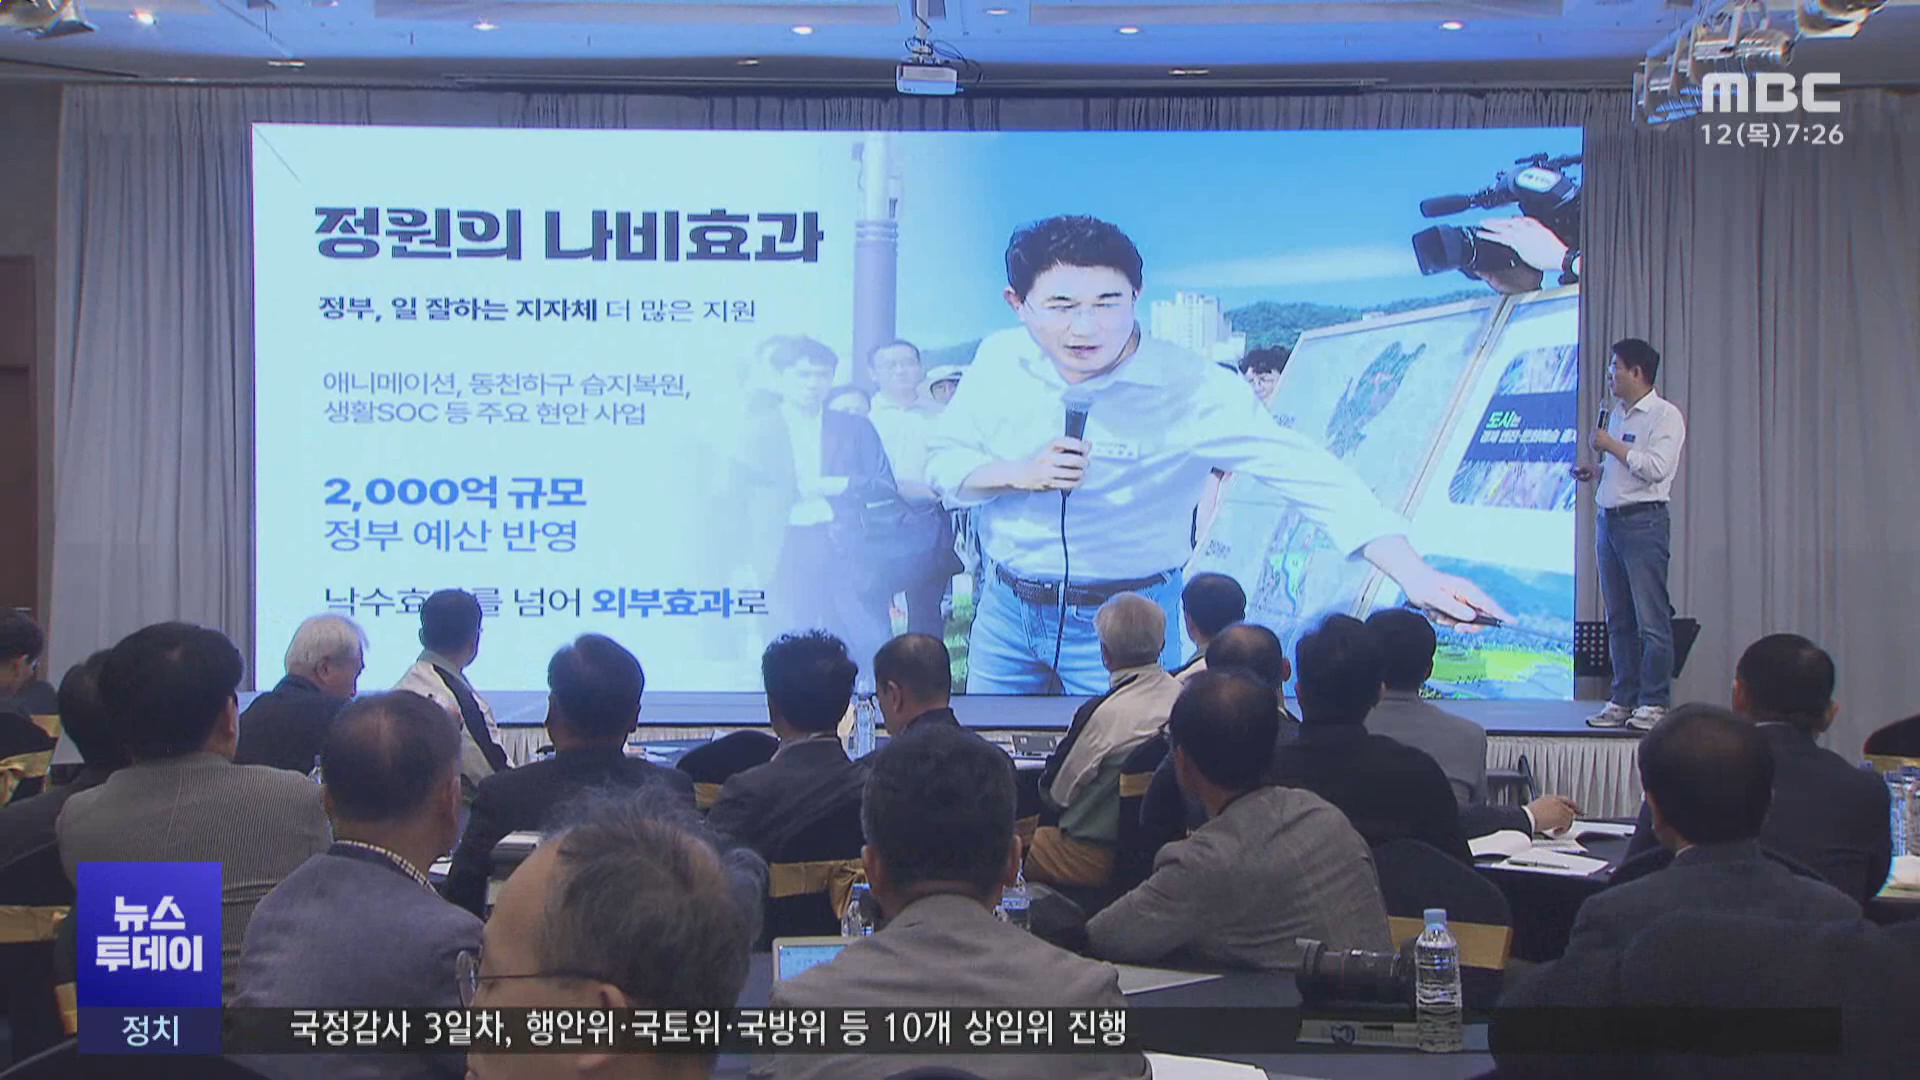 MBC
12(목)7:26
정원의 나비효과
정부, 일 잘하는 지자체 더 많은 지원
애니메이션, 동천하구 습지복원,
생활SOC 등 주요 현안 사업
2,000억 규모
정부 예산 반영
넘어 외부효과로
도시는
뉴스
투데이
정치
국정감사 3일차, 행안위·국토위·국방위 등 10개 상임위 진행